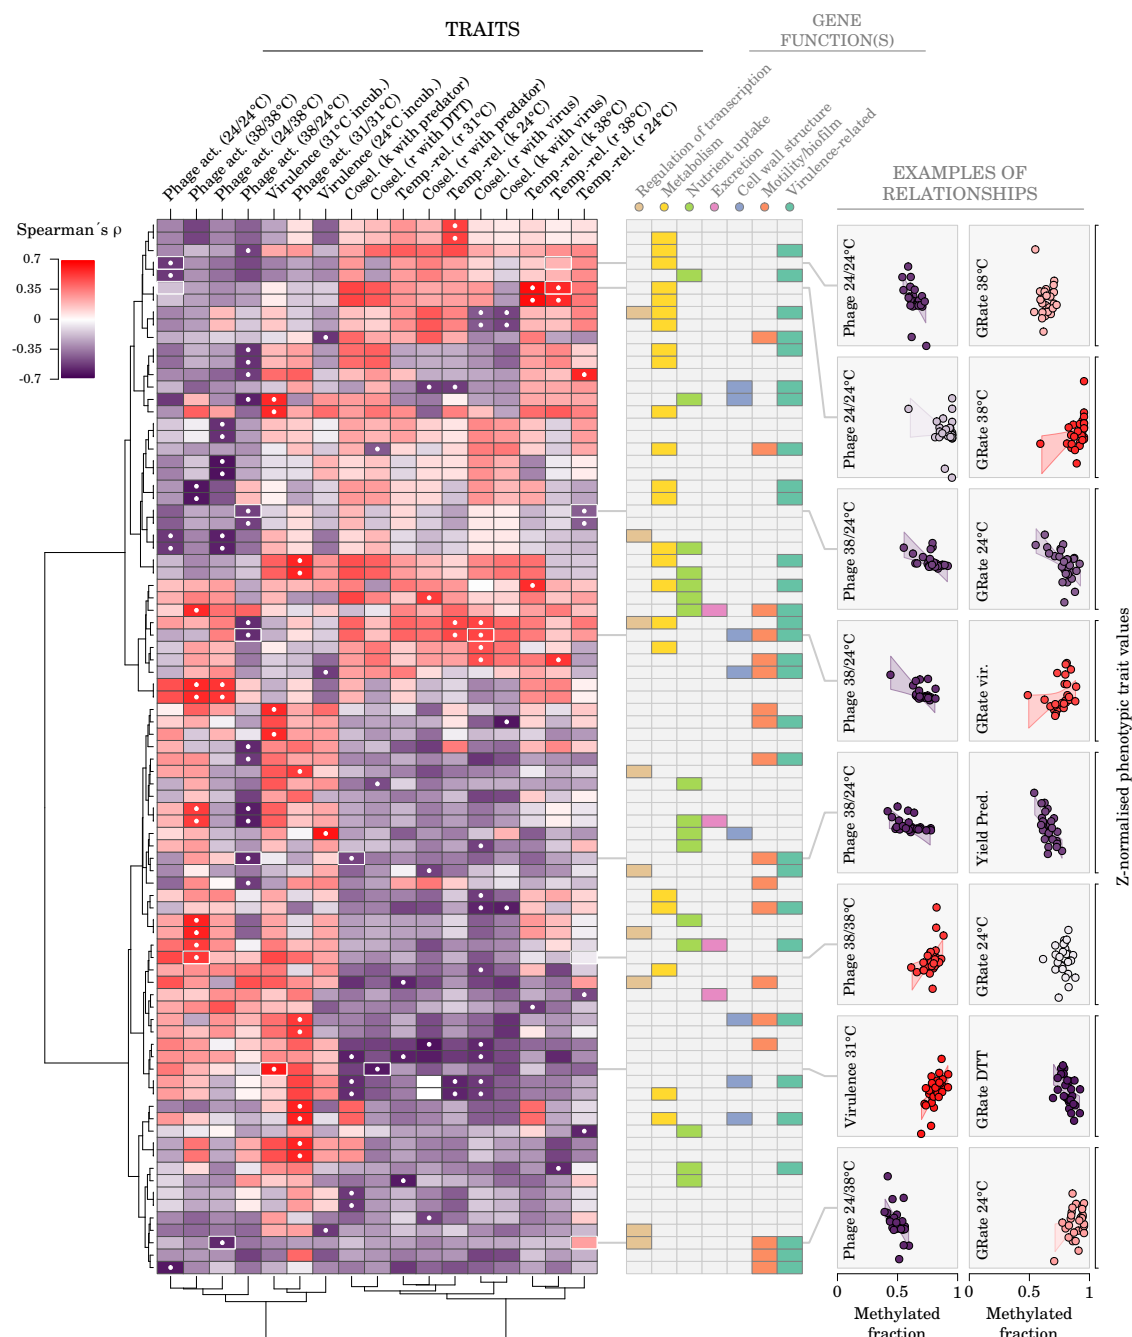 TRAITS
GENE
FUNCTION(S)
Phage act. (24/24°C)
Phage act. (38/38°C)
Phage act. (24/38°C)
Phage act. (38/24°C)
Virulence (31°C incub.)
Phage act. (31/31°C)
Virulence (24°C incub.)
Cosel. (k with predator)
Cosel. (r with DTT)
Temp.-rel. (r 31°C)
Cosel. (r with predator)
Temp.-rel. (k 24°C)
Cosel. (r with virus)
Cosel. (k with virus)
Temp.-rel. (k 38°C)
Temp.-rel. (r 38°C)
Temp.-rel. (r 24°C)
Regulation of transcription
Metabolism
Nutrient uptake
Excretion
Cell wall structure
Motility/biofilm
Virulence-related
EXAMPLES OF
RELATIONSHIPS
Spearman´s ρ
0.7
0.35
0
-0.35
-0.7
Phage 24/24°C
GRate 38°C
Phage 24/24°C
GRate 38°C
Phage 38/24°C
GRate 24°C
Phage 38/24°C
GRate vir.
Phage 38/24°C
Yield Pred.
Phage 38/38°C
GRate 24°C
Virulence 31°C
GRate DTT
Phage 24/38°C
GRate 24°C
Z-normalised phenotypic trait values
0 0.5 1
0 0.5 1
Methylated
fraction
Methylated
fraction